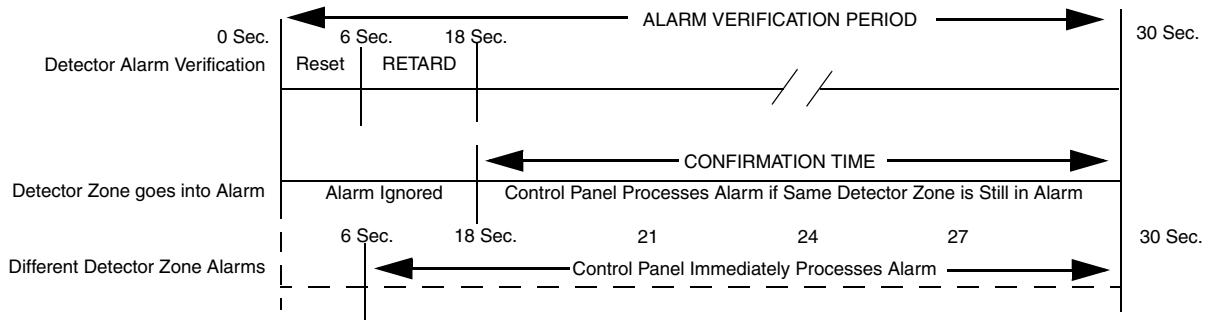 ALARM VERIFICATION PERIOD
0 Sec. 6 Sec. 18 Sec. 30 Sec.
Detector Alarm Verification Reset RETARD
CONFIRMATION TIME
Detector Zone goes into Alarm Alarm Ignored Control Panel Processes Alarm if Same Detector Zone is Still in Alarm
6 Sec. 18 Sec. 21 24 27 30 Sec.
Different Detector Zone Alarms Control Panel Immediately Processes Alarm